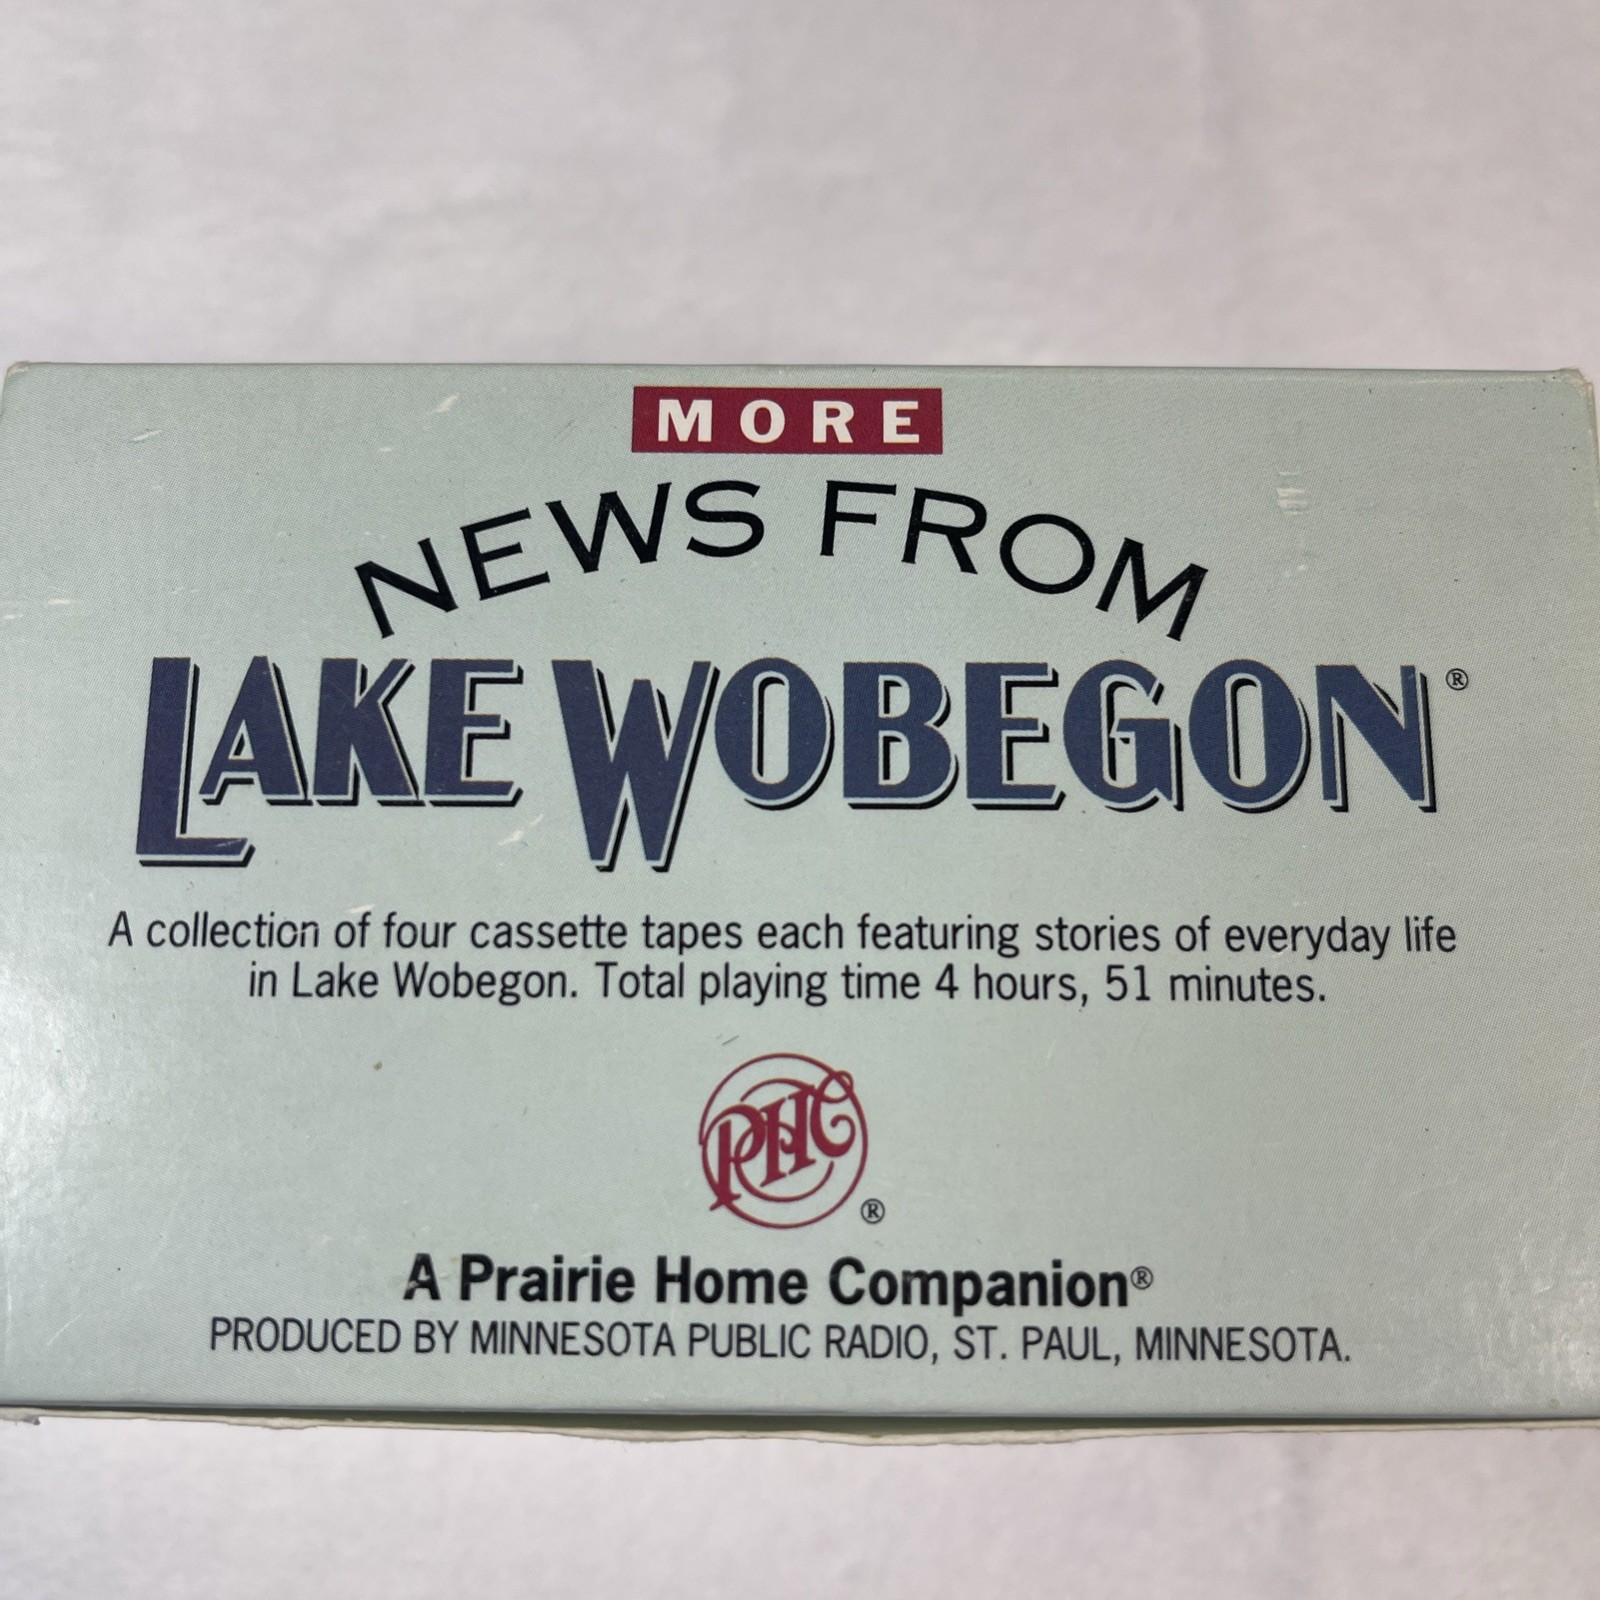 MORE
NEWS FROM
LAKE WOBEGON®
A collection of four cassette tapes each featuring stories of everyday life
in Lake Wobegon. Total playing time 4 hours, 51 minutes.
PHC®
A Prairie Home Companion®
PRODUCED BY MINNESOTA PUBLIC RADIO, ST. PAUL, MINNESOTA.